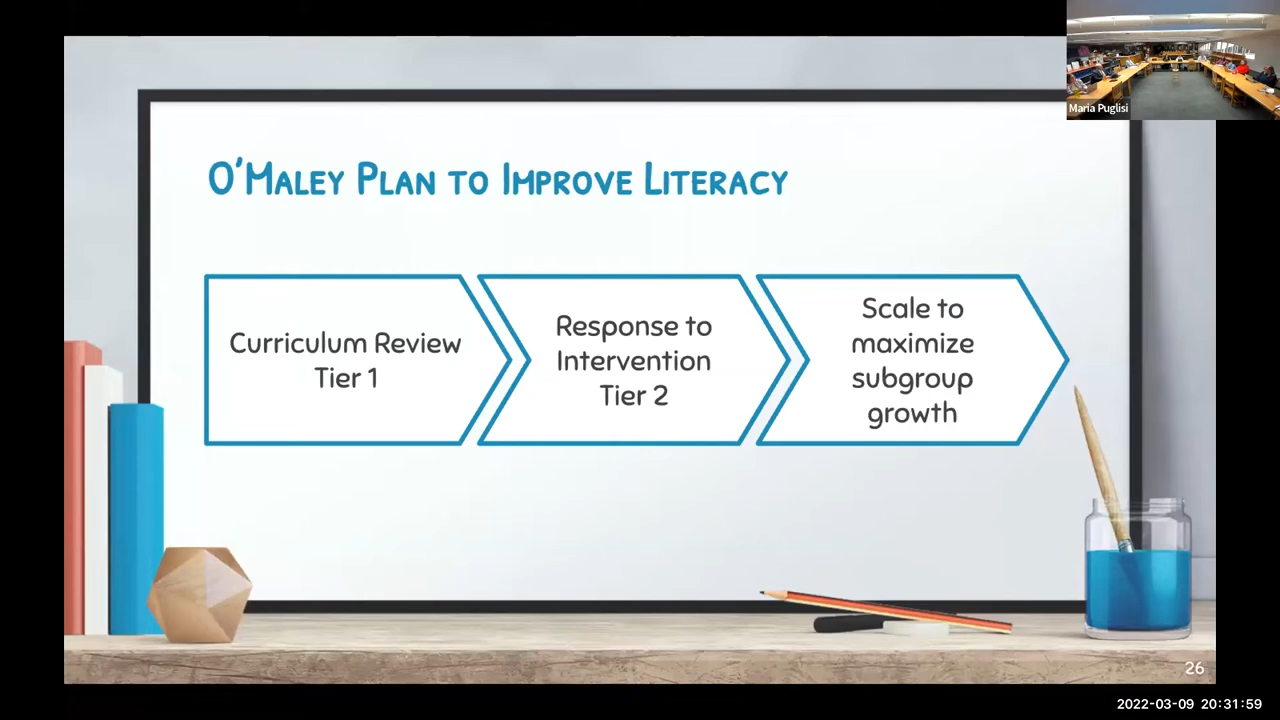 Maria Puglisi
O'Maley Plan to Improve Literacy
Curriculum Review
Tier 1
Response to
Intervention
Tier 2
Scale to
maximize
subgroup
growth
26
2022-03-09 20:31:59